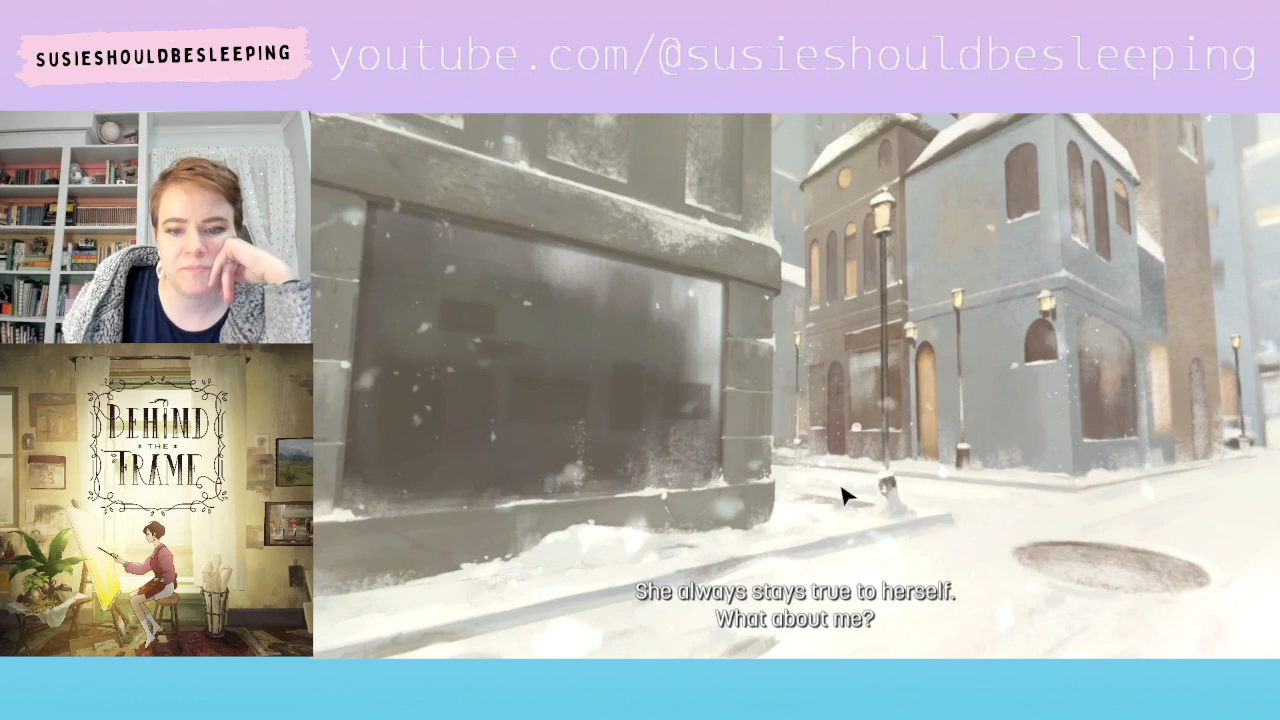 SUSIESHOULDBESLEEPING
youtube.com/@susieshouldbesleeping
BEHIND
THE
FRAME
She always stays true to herself.
What about me?